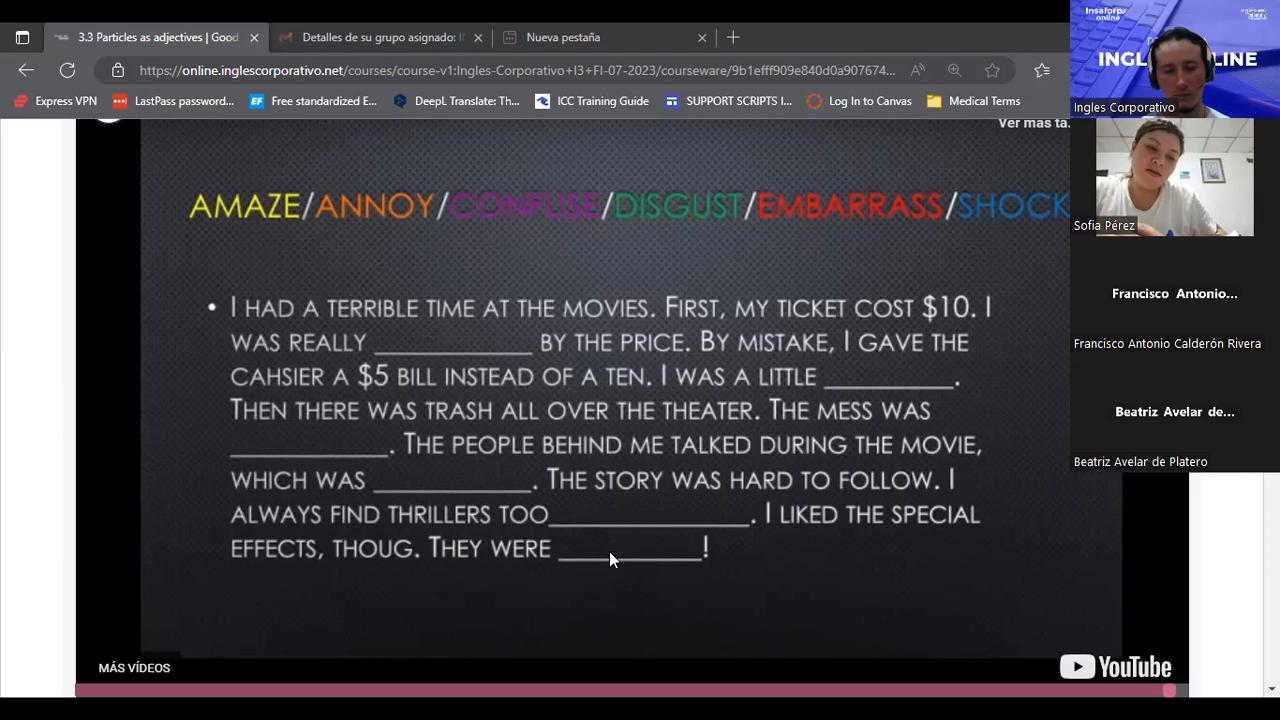 3.3 Particles as adjectives | Good
Detalles de su grupo asignado: I
Nueva pestaña
https://online.inglescorporativo.net/courses/course-v1:Ingles-Corporativo+I3+FI-07-2023/courseware/9b1efff909e840d0a907674...
Express VPN
LastPass password...
EF Free standardized E...
DeepL Translate: Th...
ICC Training Guide
SUPPORT SCRIPTS I...
Log In to Canvas
Medical Terms
Ver más ta.
AMAZE/ANNOY/CONFUSE/DISGUST/EMBARRASS/SHOCK
• I HAD A TERRIBLE TIME AT THE MOVIES. FIRST, MY TICKET COST $10. I
WAS REALLY ____________ BY THE PRICE. BY MISTAKE, I GAVE THE
CAHSIER A $5 BILL INSTEAD OF A TEN. I WAS A LITTLE __________.
THEN THERE WAS TRASH ALL OVER THE THEATER. THE MESS WAS
____________. THE PEOPLE BEHIND ME TALKED DURING THE MOVIE,
WHICH WAS ____________. THE STORY WAS HARD TO FOLLOW. I
ALWAYS FIND THRILLERS TOO_______________. I LIKED THE SPECIAL
EFFECTS, THOUG. THEY WERE ___________!
MÁS VÍDEOS
YouTube
Insaforp
online
INGL LINE
Ingles Corporativo
Sofia Pérez
Francisco Antonio...
Francisco Antonio Calderón Rivera
Beatriz Avelar de...
Beatriz Avelar de Platero